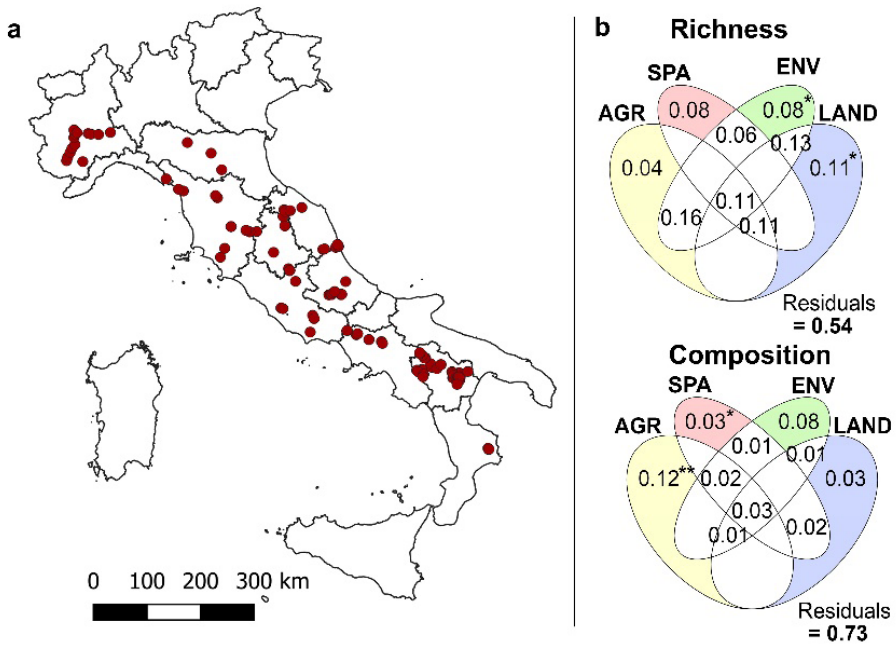 a
0 100 200 300 km
b
Richness
SPA ENV
AGR LAND
0.08 0.08*
0.06 0.13
0.04 0.11*
0.11
0.16 0.11
Residuals
= 0.54
Composition
SPA ENV
AGR LAND
0.03* 0.08
0.01 0.01
0.12** 0.02 0.03
0.03
0.01 0.02
Residuals
= 0.73